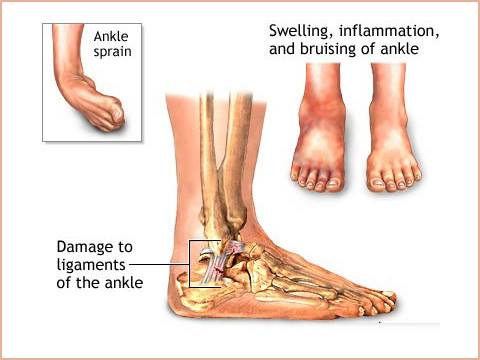 Ankle
sprain
Swelling, inflammation,
and bruising of ankle
Damage to
ligaments
of the ankle